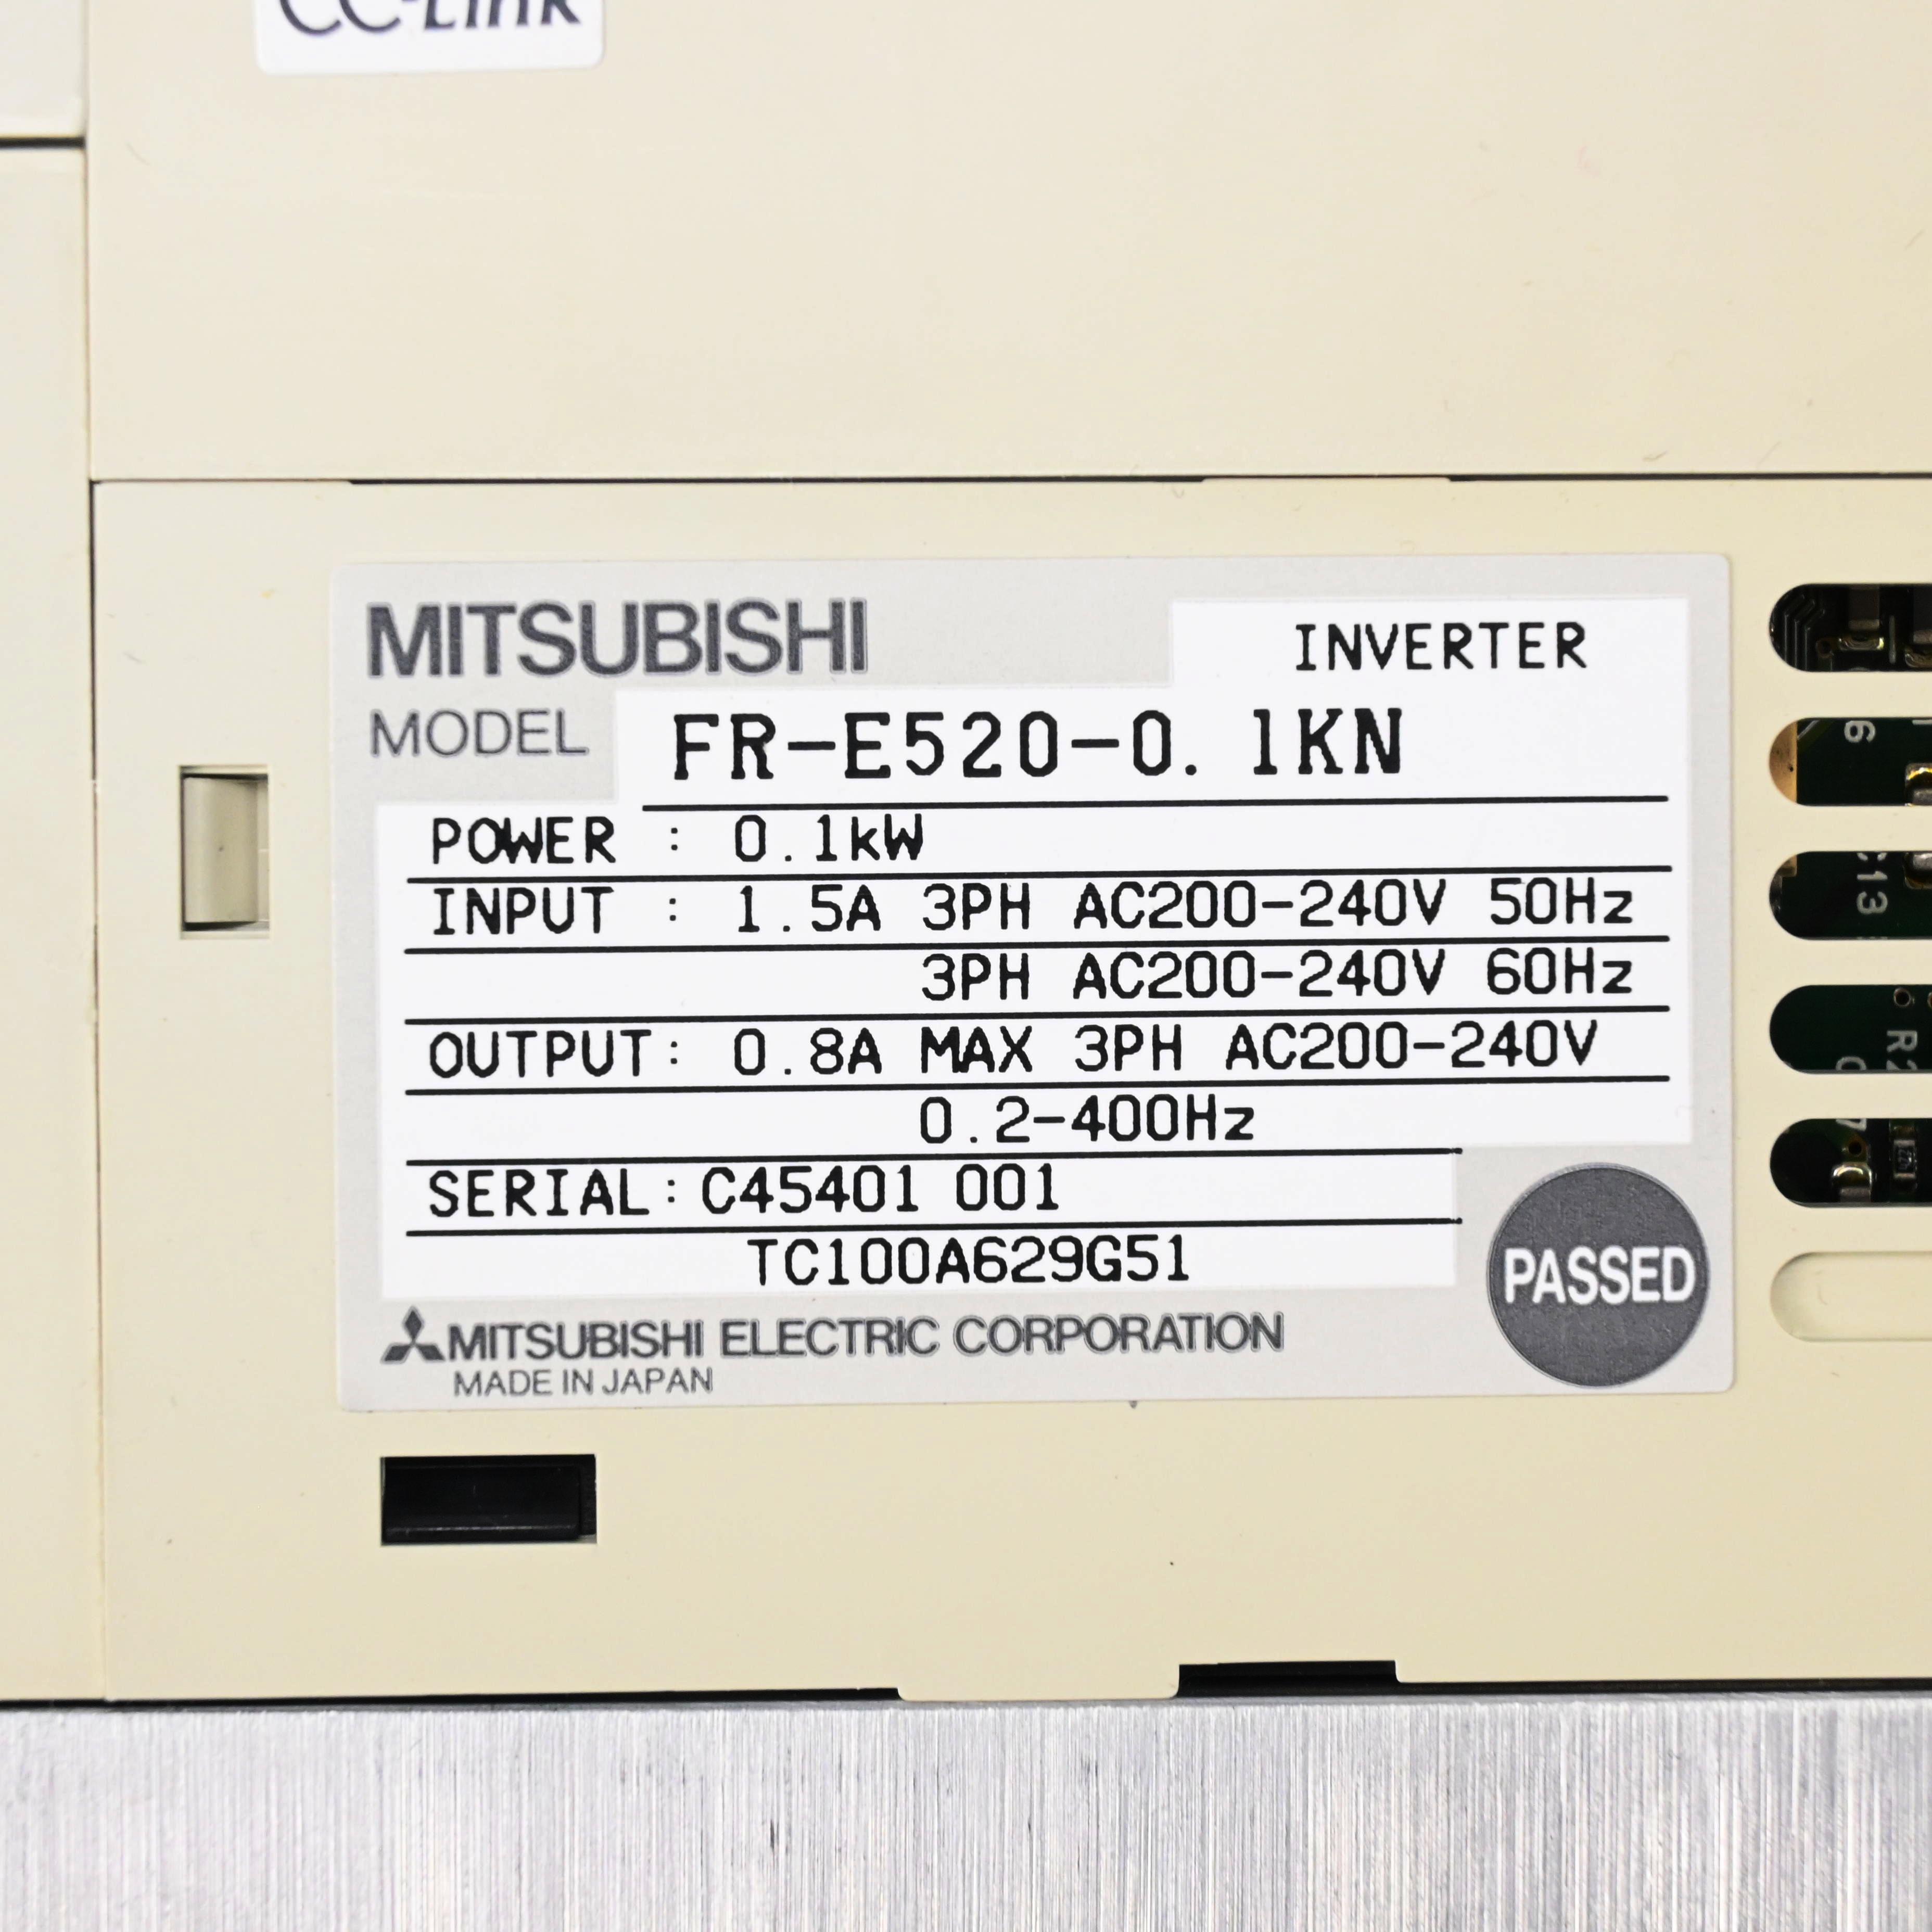 CC-Link
MITSUBISHI
INVERTER
MODEL FR-E520-0.1KN
POWER : 0.1kW
INPUT : 1.5A 3PH AC200-240V 50Hz
3PH AC200-240V 60Hz
OUTPUT: 0.8A MAX 3PH AC200-240V
0.2-400Hz
SERIAL: C45401 001
TC100A629G51
PASSED
MITSUBISHI ELECTRIC CORPORATION
MADE IN JAPAN
6
13